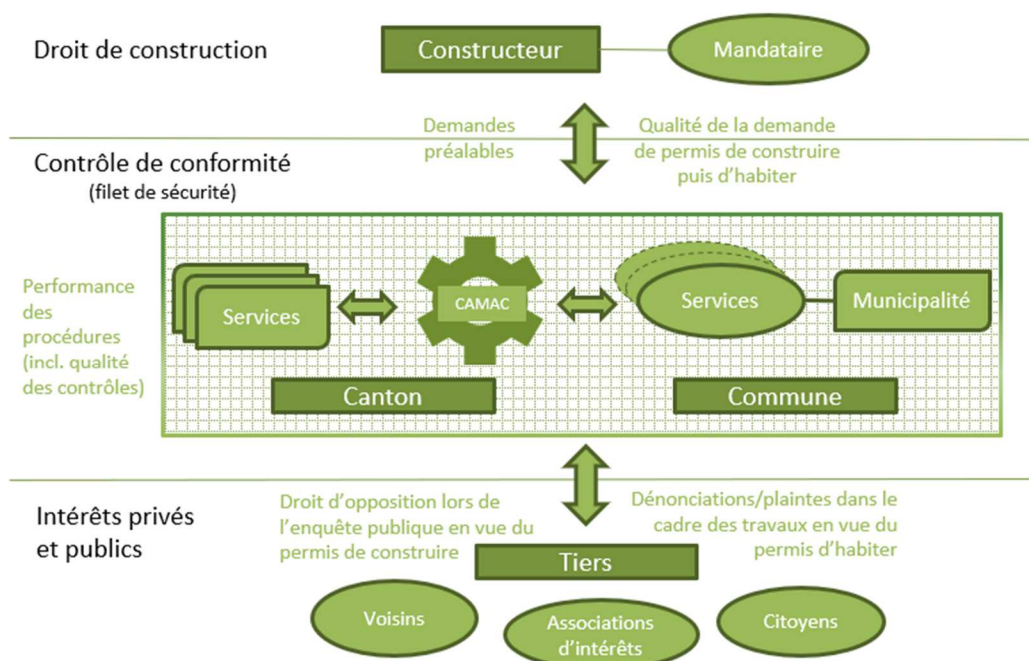 Droit de construction
Constructeur
Mandataire
Demandes
préalables
Qualité de la demande
de permis de construire
puis d'habiter
Contrôle de conformité
(filet de sécurité)
Performance
des
procédures
(incl. qualité
des contrôles)
Services
CAMAC
Services
Municipalité
Canton
Commune
Intérêts privés
et publics
Droit d'opposition lors de
l'enquête publique en vue du
permis de construire
Dénonciations/plaintes dans le
cadre des travaux en vue du
permis d'habiter
Tiers
Voisins
Associations
d'intérêts
Citoyens